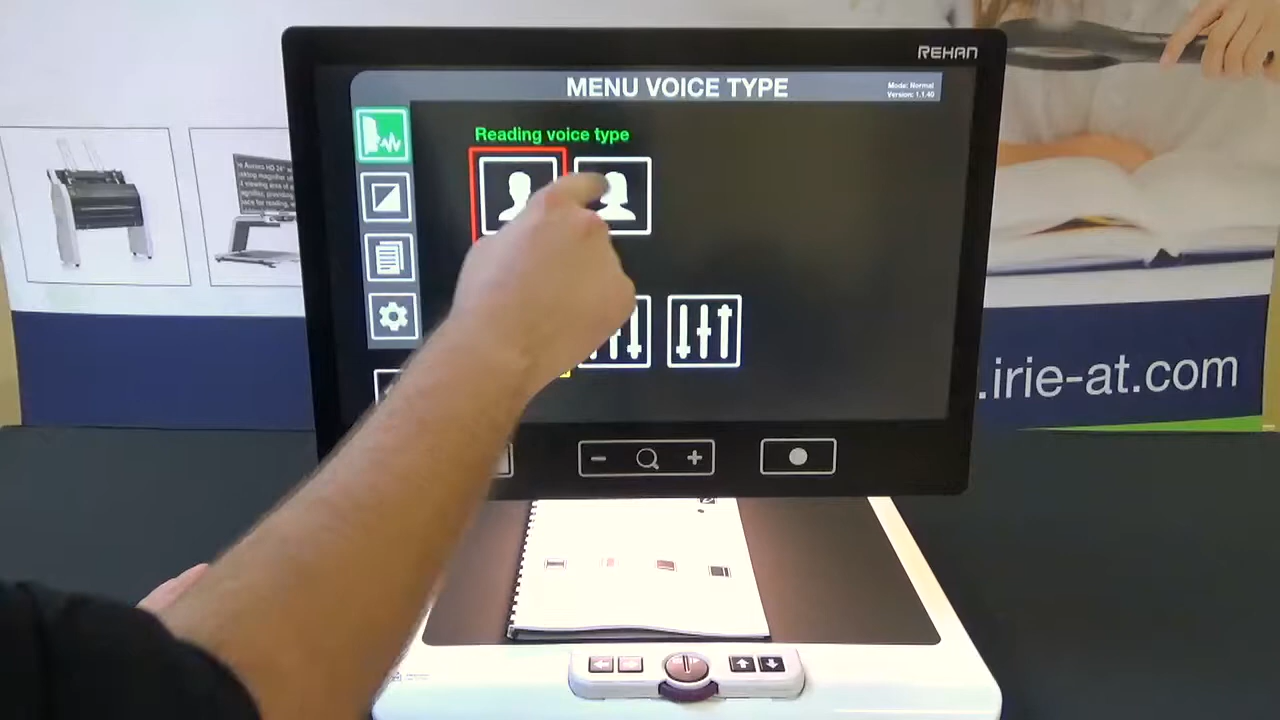 REHAN
MENU VOICE TYPE
Mode: Normal
Version: 1.1.40
Reading voice type
.irie-at.com